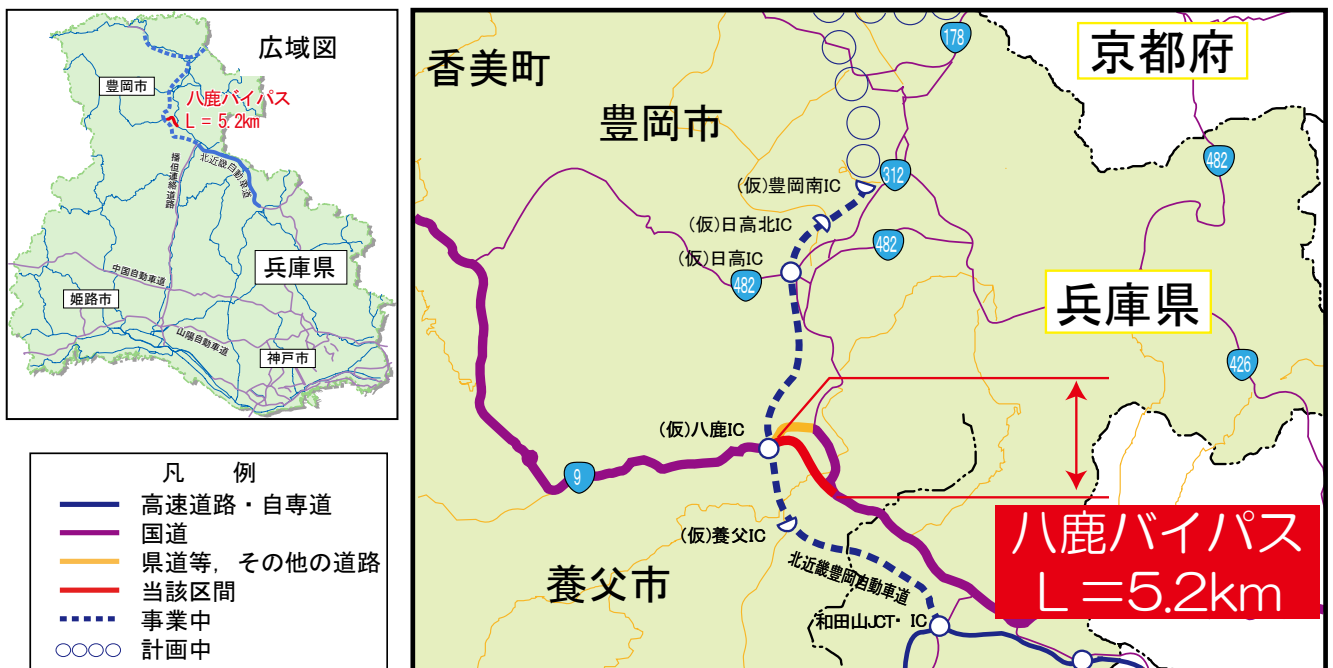 広域図
豊岡市
八鹿バイパス
L = 5.2km
北近畿自動車道
播但連絡道路
兵庫県
中国自動車道
姫路市
山陽自動車道
神戸市
凡 例
高速道路・自専道
国道
県道等，その他の道路
当該区間
事業中
計画中
香美町
178
京都府
豊岡市
482
(仮)豊岡南IC
312
(仮)日高北IC
482
(仮)日高IC
482
兵庫県
426
(仮)八鹿IC
9
(仮)養父IC
八鹿バイパス
L＝5.2km
養父市
北近畿豊岡自動車道
和田山JCT・IC